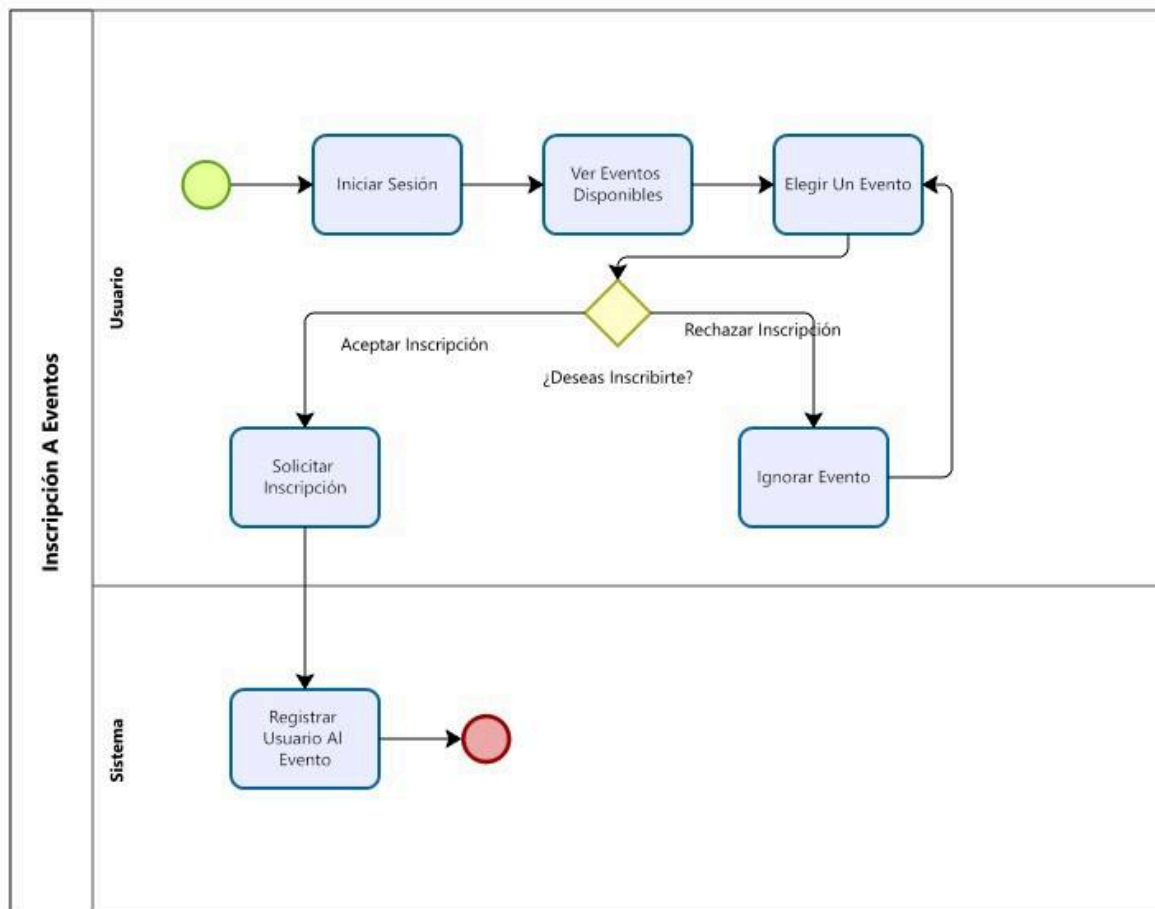 Inscripción A Eventos
Usuario
Iniciar Sesión
Ver Eventos
Disponibles
Elegir Un Evento
Aceptar Inscripción
Rechazar Inscripción
¿Deseas Inscribirte?
Solicitar
Inscripción
Ignorar Evento
Sistema
Registrar
Usuario Al
Evento